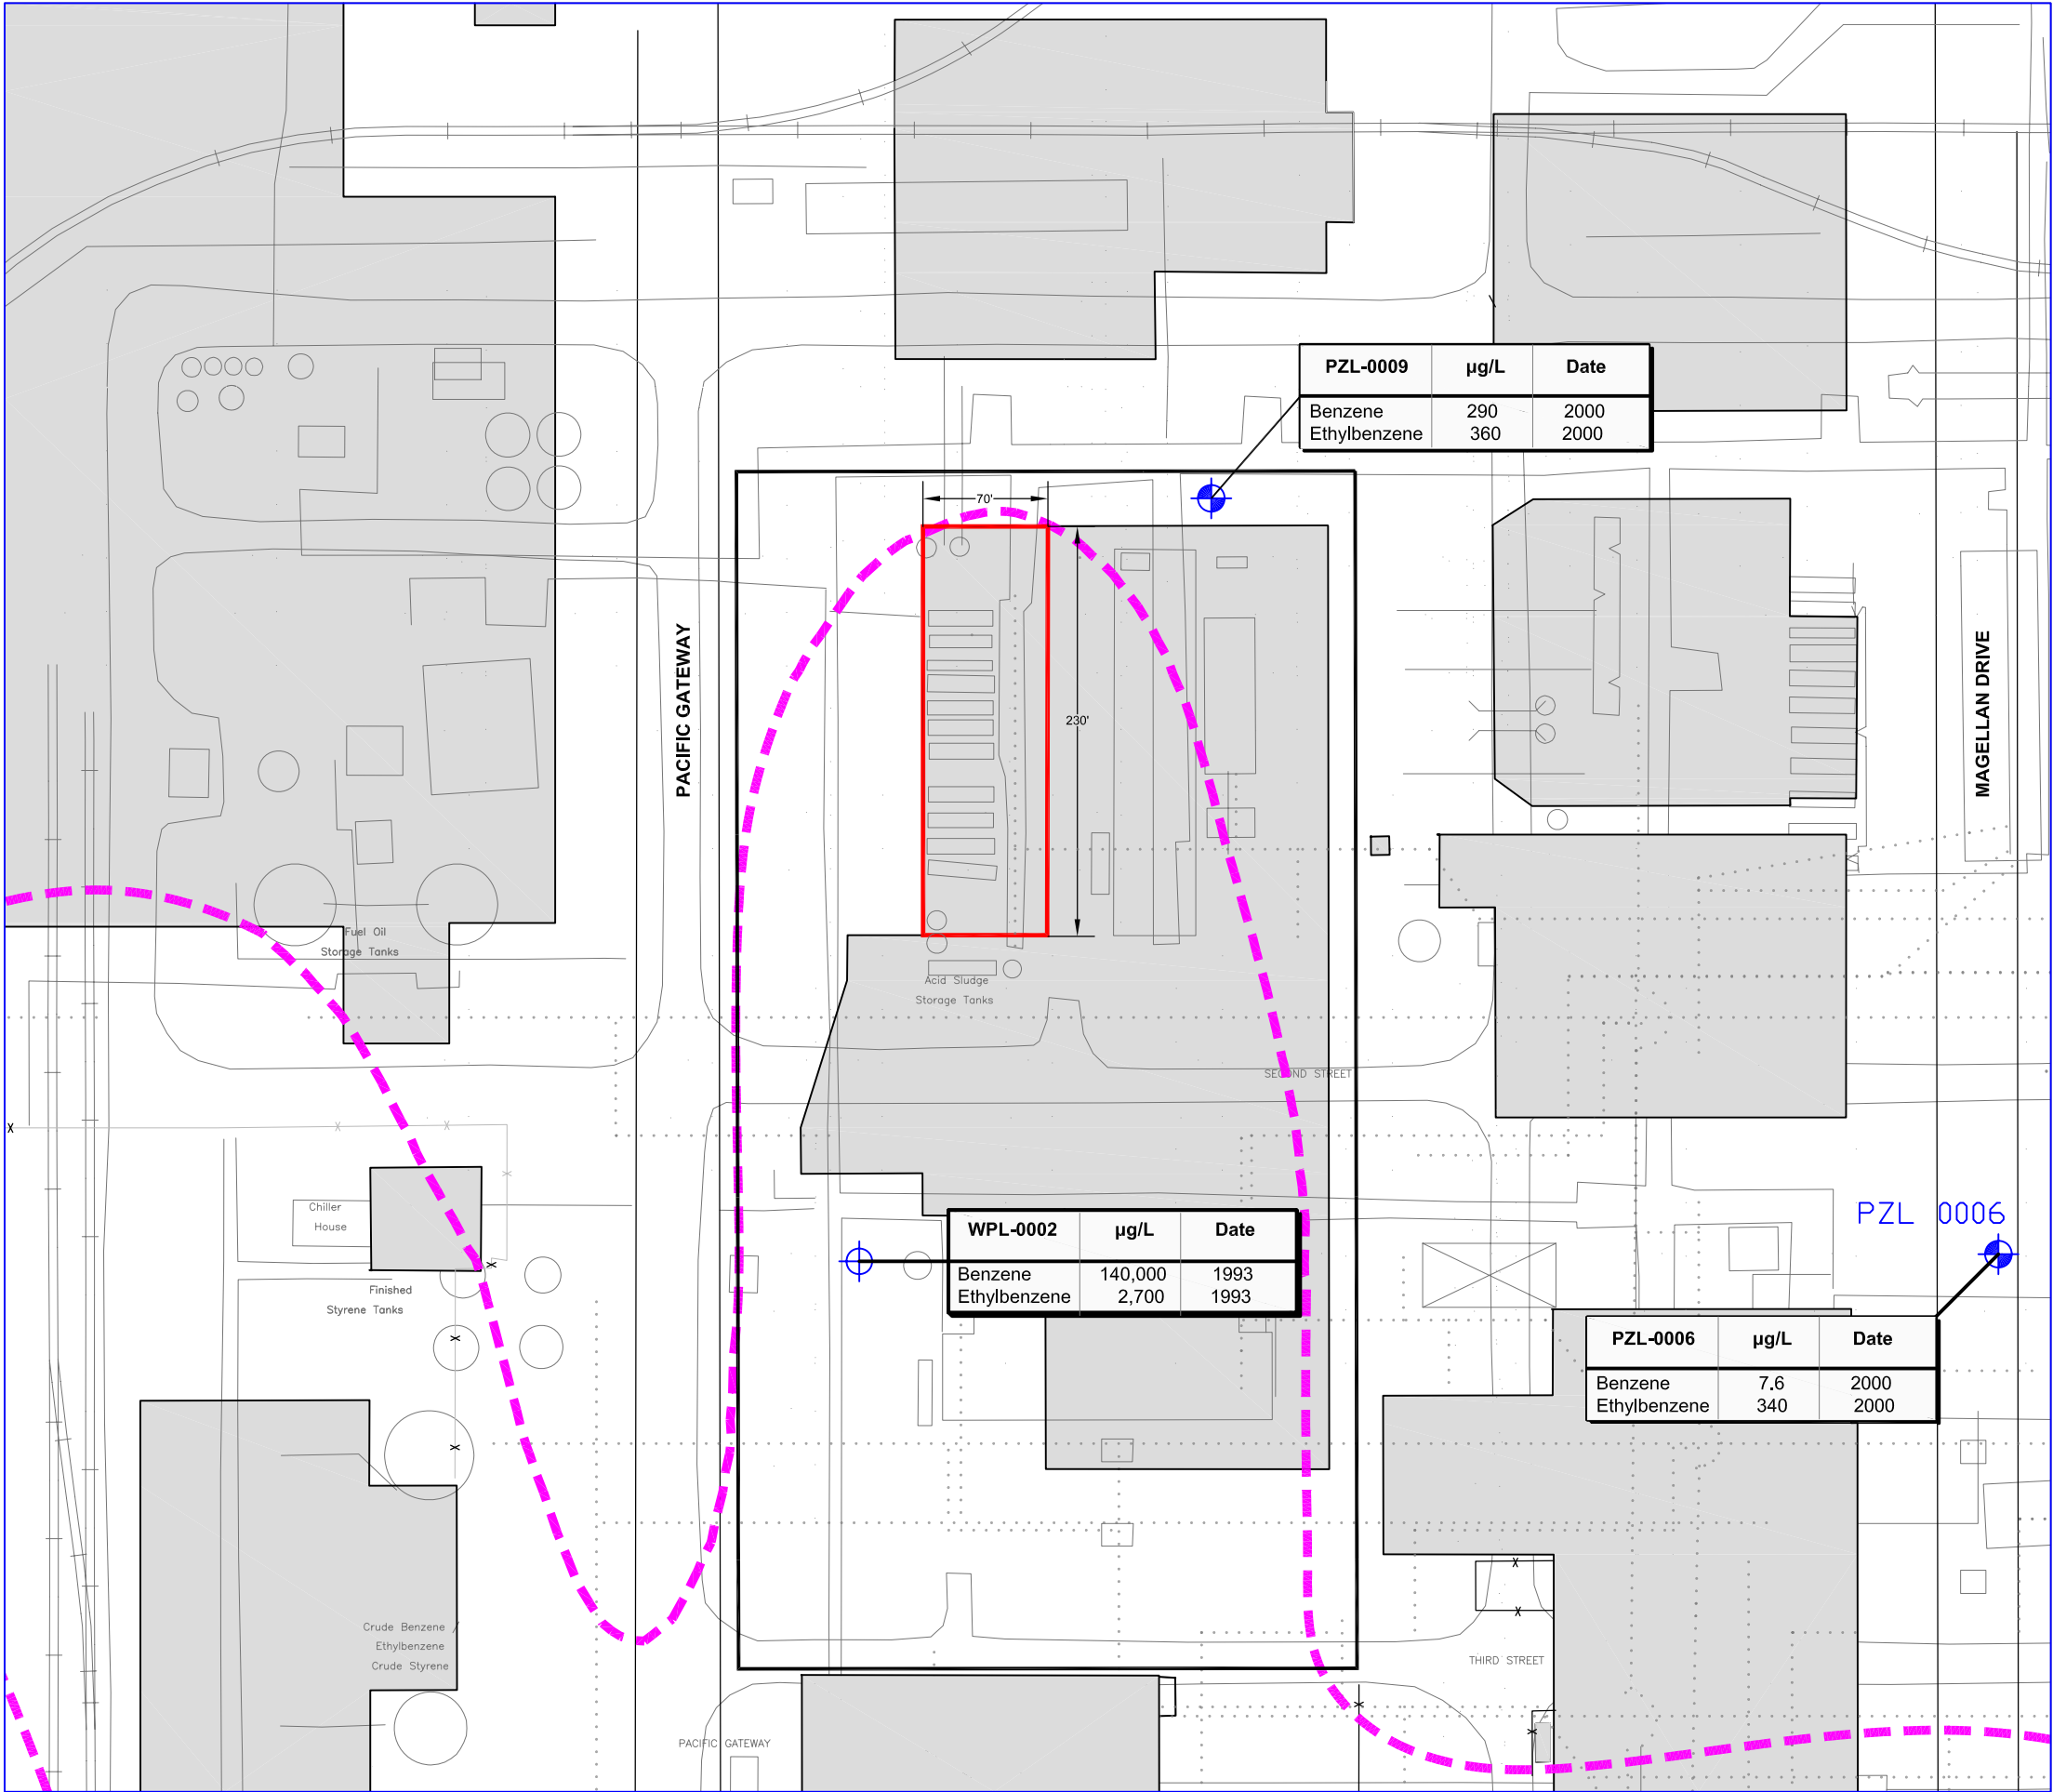 PZL-0009 µg/L Date
Benzene 290 2000
Ethylbenzene 360 2000
70'
230'
PACIFIC GATEWAY
MAGELLAN DRIVE
Fuel Oil
Storage Tanks
Acid Sludge
Storage Tanks
SECOND STREET
Chiller
House
Finished
Styrene Tanks
WPL-0002 µg/L Date
Benzene 140,000 1993
Ethylbenzene 2,700 1993
PZL 0006
PZL-0006 µg/L Date
Benzene 7.6 2000
Ethylbenzene 340 2000
Crude Benzene /
Ethylbenzene
Crude Styrene
THIRD STREET
PACIFIC GATEWAY